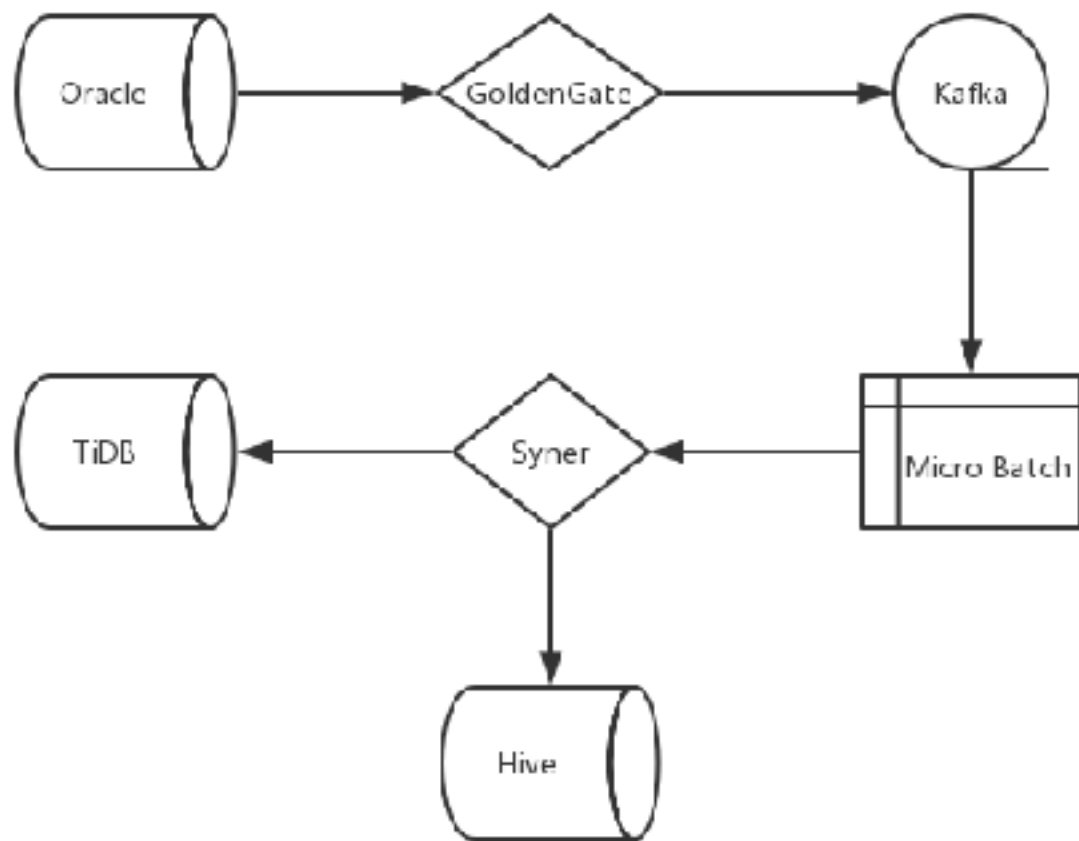 Oracle
GoldenGate
Kafka
TiDB
Syner
Micro Batch
Hive